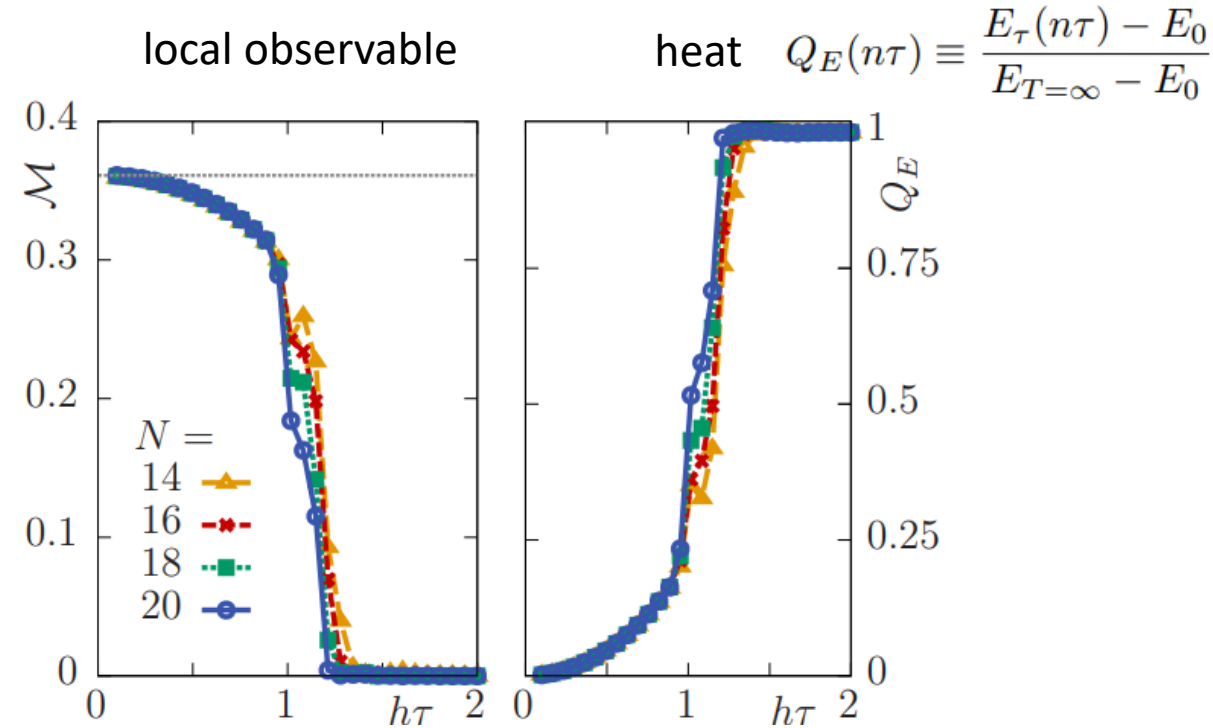 local observable
heat Q_E(nτ) ≡ (E_τ(nτ) − E_0) / (E_{T=∞} − E_0)
0.4
0.3
0.2
0.1
0
ℳ
N =
14
16
18
20
0 1 hτ 2
1
0.75
0.5
0.25
0
Q_E
0 1 hτ 2